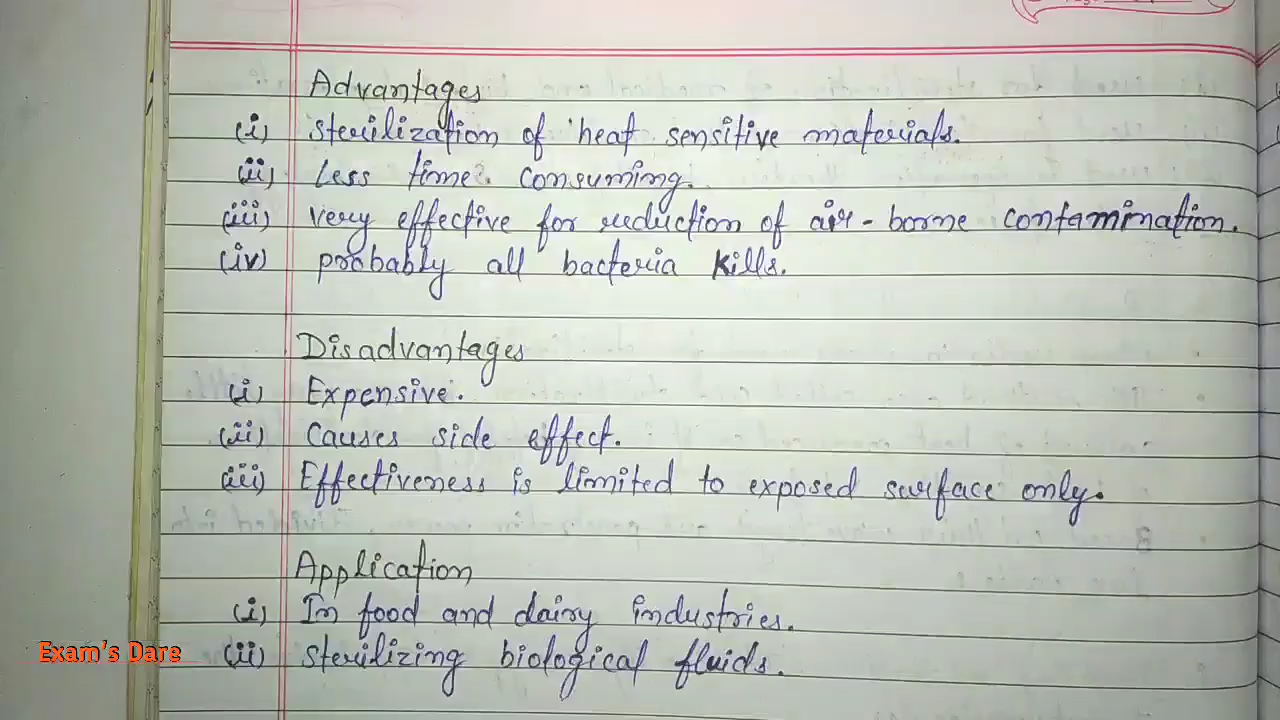 Advantages
(i) Sterilization of heat sensitive materials.
(ii) Less time consuming.
(iii) Very effective for reduction of air-borne contamination.
(iv) probably all bacteria kills.
Disadvantages
(i) Expensive.
(ii) Causes side effect.
(iii) Effectiveness is limited to exposed surface only.
Application
(i) In food and dairy industries.
(ii) Sterilizing biological fluids.
Exam's Dare